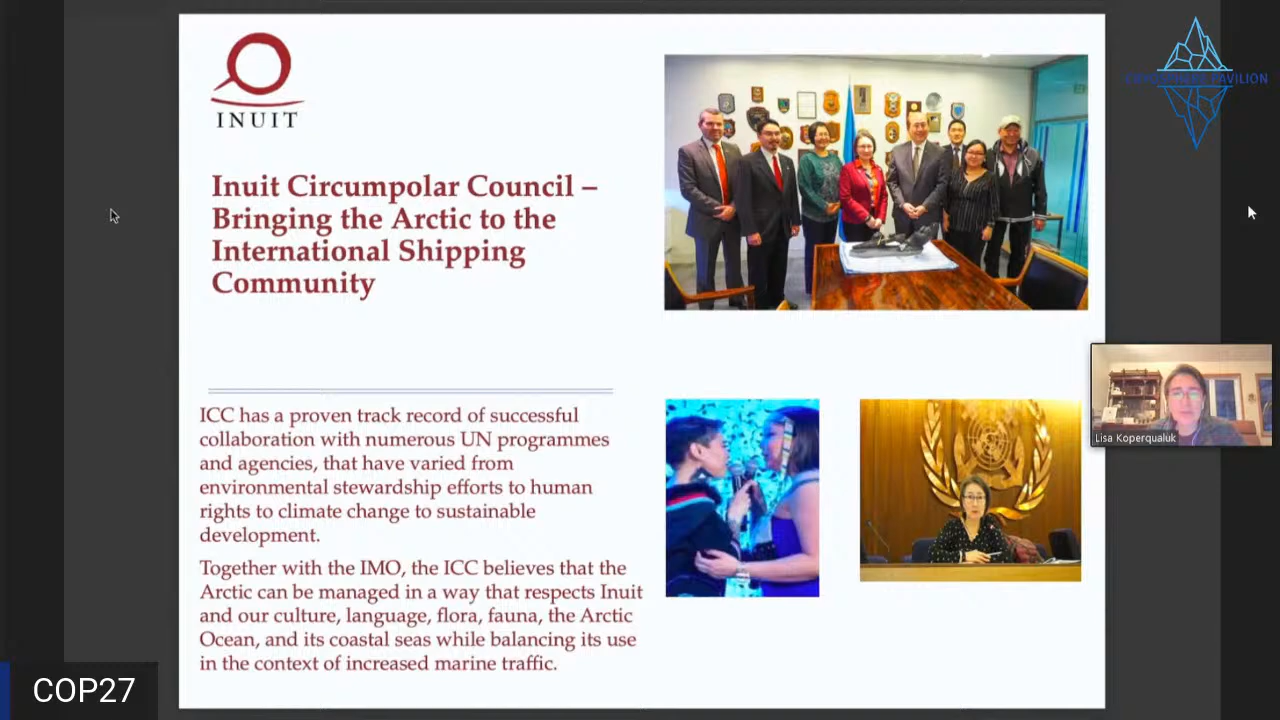 INUIT
CRYOSPHERE PAVILION
Inuit Circumpolar Council –
Bringing the Arctic to the
International Shipping
Community
ICC has a proven track record of successful
collaboration with numerous UN programmes
and agencies, that have varied from
environmental stewardship efforts to human
rights to climate change to sustainable
development.
Together with the IMO, the ICC believes that the
Arctic can be managed in a way that respects Inuit
and our culture, language, flora, fauna, the Arctic
Ocean, and its coastal seas while balancing its use
in the context of increased marine traffic.
Lisa Koperqualuk
COP27